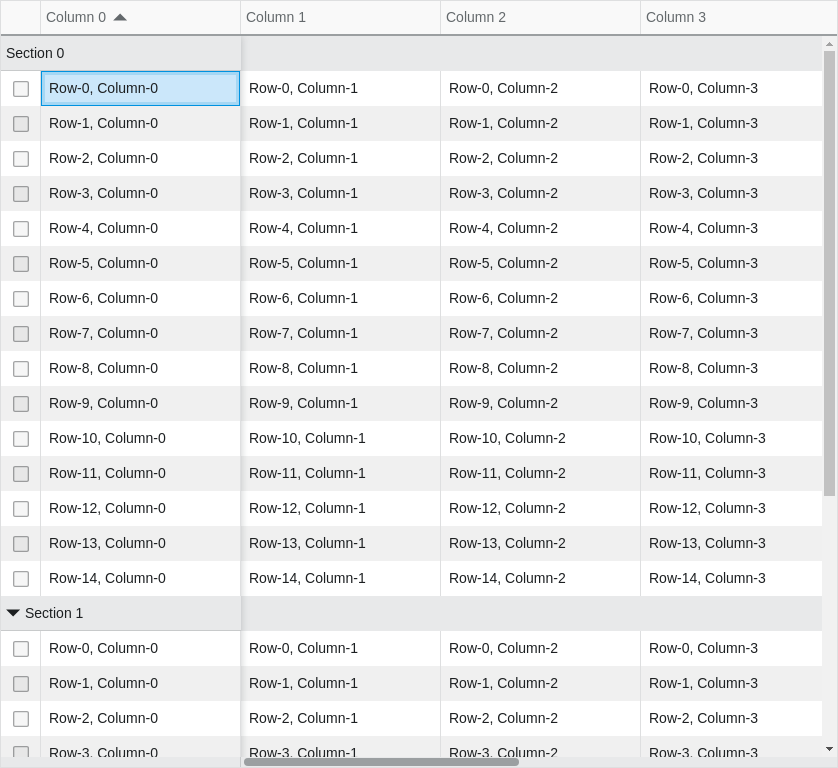 Column 0 Column 1 Column 2 Column 3
Section 0
Row-0, Column-0 Row-0, Column-1 Row-0, Column-2 Row-0, Column-3
Row-1, Column-0 Row-1, Column-1 Row-1, Column-2 Row-1, Column-3
Row-2, Column-0 Row-2, Column-1 Row-2, Column-2 Row-2, Column-3
Row-3, Column-0 Row-3, Column-1 Row-3, Column-2 Row-3, Column-3
Row-4, Column-0 Row-4, Column-1 Row-4, Column-2 Row-4, Column-3
Row-5, Column-0 Row-5, Column-1 Row-5, Column-2 Row-5, Column-3
Row-6, Column-0 Row-6, Column-1 Row-6, Column-2 Row-6, Column-3
Row-7, Column-0 Row-7, Column-1 Row-7, Column-2 Row-7, Column-3
Row-8, Column-0 Row-8, Column-1 Row-8, Column-2 Row-8, Column-3
Row-9, Column-0 Row-9, Column-1 Row-9, Column-2 Row-9, Column-3
Row-10, Column-0 Row-10, Column-1 Row-10, Column-2 Row-10, Column-3
Row-11, Column-0 Row-11, Column-1 Row-11, Column-2 Row-11, Column-3
Row-12, Column-0 Row-12, Column-1 Row-12, Column-2 Row-12, Column-3
Row-13, Column-0 Row-13, Column-1 Row-13, Column-2 Row-13, Column-3
Row-14, Column-0 Row-14, Column-1 Row-14, Column-2 Row-14, Column-3
Section 1
Row-0, Column-0 Row-0, Column-1 Row-0, Column-2 Row-0, Column-3
Row-1, Column-0 Row-1, Column-1 Row-1, Column-2 Row-1, Column-3
Row-2, Column-0 Row-2, Column-1 Row-2, Column-2 Row-2, Column-3
Row-3, Column-0 Row-3, Column-1 Row-3, Column-2 Row-3, Column-3